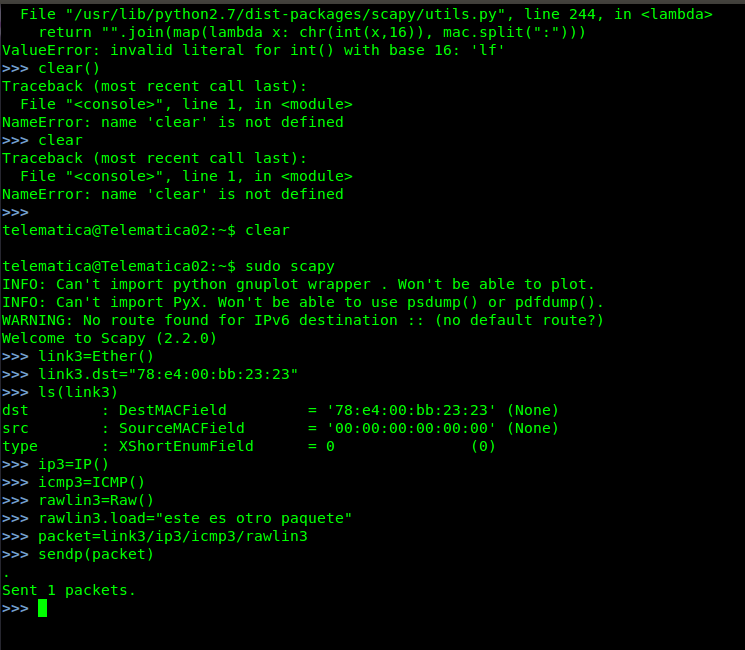 File "/usr/lib/python2.7/dist-packages/scapy/utils.py", line 244, in <lambda>
    return "".join(map(lambda x: chr(int(x,16)), mac.split(":")))
ValueError: invalid literal for int() with base 16: 'lf'
>>> clear()
Traceback (most recent call last):
  File "<console>", line 1, in <module>
NameError: name 'clear' is not defined
>>> clear
Traceback (most recent call last):
  File "<console>", line 1, in <module>
NameError: name 'clear' is not defined
>>>
telematica@Telematica02:~$ clear

telematica@Telematica02:~$ sudo scapy
INFO: Can't import python gnuplot wrapper . Won't be able to plot.
INFO: Can't import PyX. Won't be able to use psdump() or pdfdump().
WARNING: No route found for IPv6 destination :: (no default route?)
Welcome to Scapy (2.2.0)
>>> link3=Ether()
>>> link3.dst="78:e4:00:bb:23:23"
>>> ls(link3)
dst        : DestMACField         = '78:e4:00:bb:23:23' (None)
src        : SourceMACField       = '00:00:00:00:00:00' (None)
type       : XShortEnumField      = 0               (0)
>>> ip3=IP()
>>> icmp3=ICMP()
>>> rawlin3=Raw()
>>> rawlin3.load="este es otro paquete"
>>> packet=link3/ip3/icmp3/rawlin3
>>> sendp(packet)
.
Sent 1 packets.
>>>